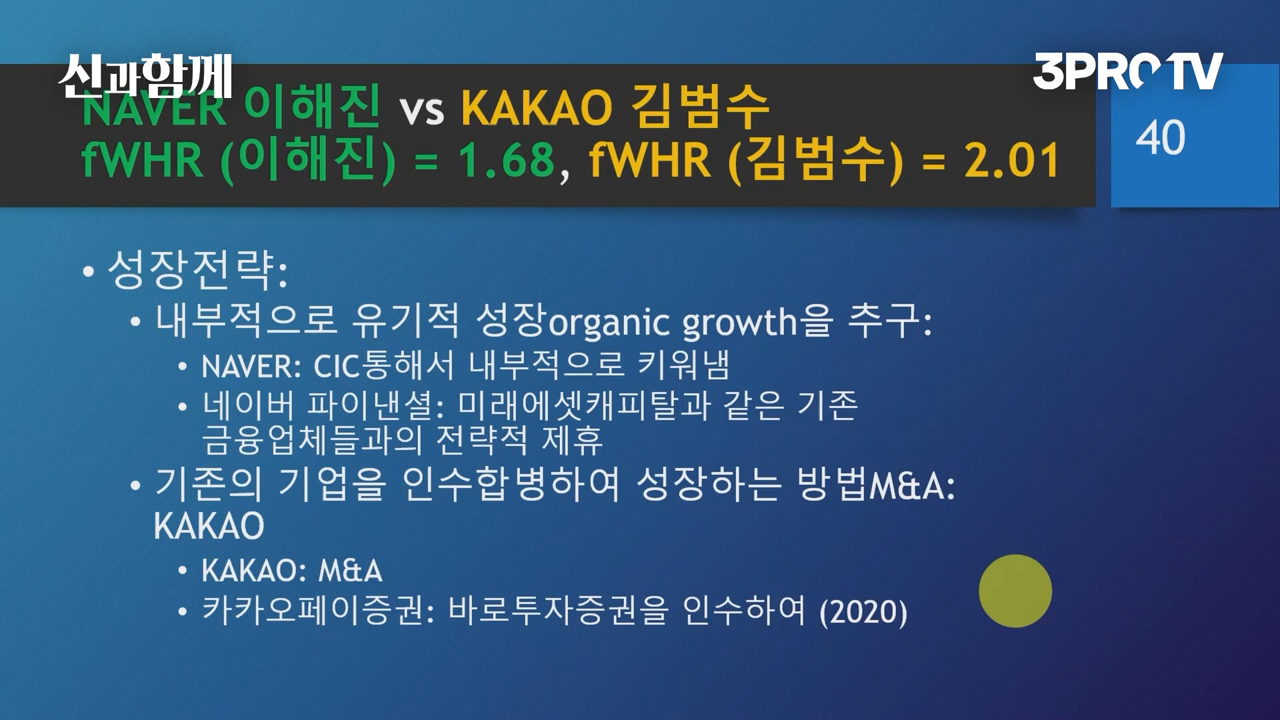 신과함께
3PROTV
NAVER 이해진 vs KAKAO 김범수
fWHR (이해진) = 1.68, fWHR (김범수) = 2.01
40
• 성장전략:
• 내부적으로 유기적 성장organic growth을 추구:
• NAVER: CIC통해서 내부적으로 키워냄
• 네이버 파이낸셜: 미래에셋캐피탈과 같은 기존
금융업체들과의 전략적 제휴
• 기존의 기업을 인수합병하여 성장하는 방법M&A:
KAKAO
• KAKAO: M&A
• 카카오페이증권: 바로투자증권을 인수하여 (2020)